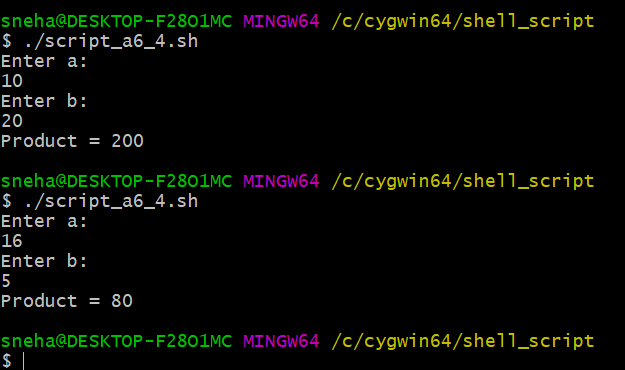 sneha@DESKTOP-F28O1MC MINGW64 /c/cygwin64/shell_script
$ ./script_a6_4.sh
Enter a:
10
Enter b:
20
Product = 200
sneha@DESKTOP-F28O1MC MINGW64 /c/cygwin64/shell_script
$ ./script_a6_4.sh
Enter a:
16
Enter b:
5
Product = 80
sneha@DESKTOP-F28O1MC MINGW64 /c/cygwin64/shell_script
$